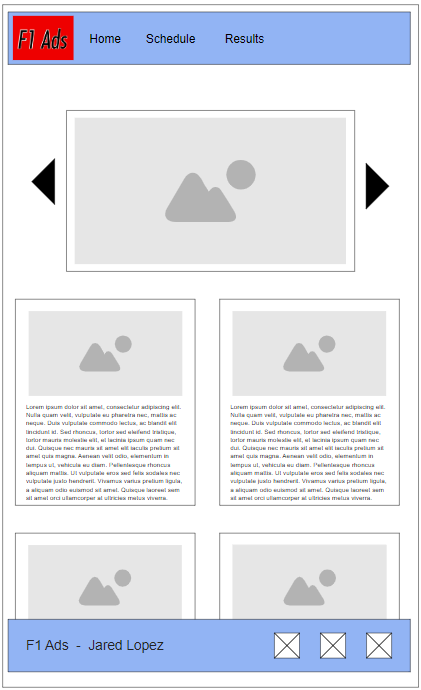 F1 Ads
Home Schedule Results
Lorem ipsum dolor sit amet, consectetur adipiscing elit.
Nulla quam velit, vulputate eu pharetra nec, mattis ac
neque. Duis vulputate commodo lectus, ac blandit elit
tincidunt id. Sed rhoncus, tortor sed eleifend tristique,
tortor mauris molestie elit, et lacinia ipsum quam nec
dui. Quisque nec mauris sit amet elit iaculis pretium sit
amet quis magna. Aenean velit odio, elementum in
tempus ut, vehicula eu diam. Pellentesque rhoncus
aliquam mattis. Ut vulputate eros sed felis sodales nec
vulputate justo hendrerit. Vivamus varius pretium ligula,
a aliquam odio euismod sit amet. Quisque laoreet sem
sit amet orci ullamcorper at ultricies metus viverra.
Lorem ipsum dolor sit amet, consectetur adipiscing elit.
Nulla quam velit, vulputate eu pharetra nec, mattis ac
neque. Duis vulputate commodo lectus, ac blandit elit
tincidunt id. Sed rhoncus, tortor sed eleifend tristique,
tortor mauris molestie elit, et lacinia ipsum quam nec
dui. Quisque nec mauris sit amet elit iaculis pretium sit
amet quis magna. Aenean velit odio, elementum in
tempus ut, vehicula eu diam. Pellentesque rhoncus
aliquam mattis. Ut vulputate eros sed felis sodales nec
vulputate justo hendrerit. Vivamus varius pretium ligula,
a aliquam odio euismod sit amet. Quisque laoreet sem
sit amet orci ullamcorper at ultricies metus viverra.
F1 Ads - Jared Lopez